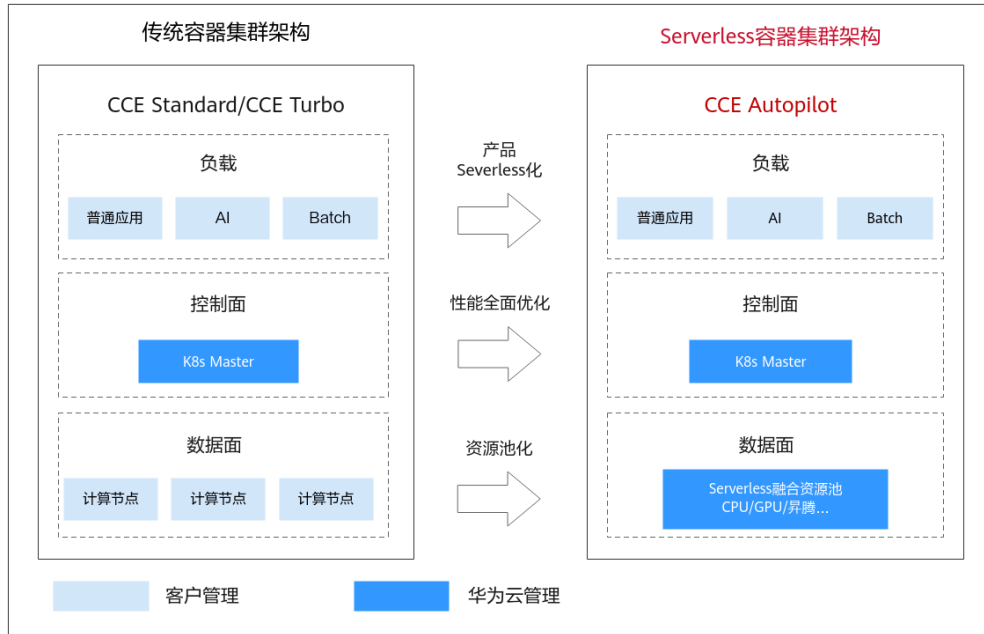 传统容器集群架构
Serverless容器集群架构
CCE Standard/CCE Turbo
负载
普通应用
AI
Batch
控制面
K8s Master
数据面
计算节点
计算节点
计算节点
产品
Severless化
性能全面优化
资源池化
CCE Autopilot
负载
普通应用
AI
Batch
控制面
K8s Master
数据面
Serverless融合资源池
CPU/GPU/昇腾...
客户管理
华为云管理